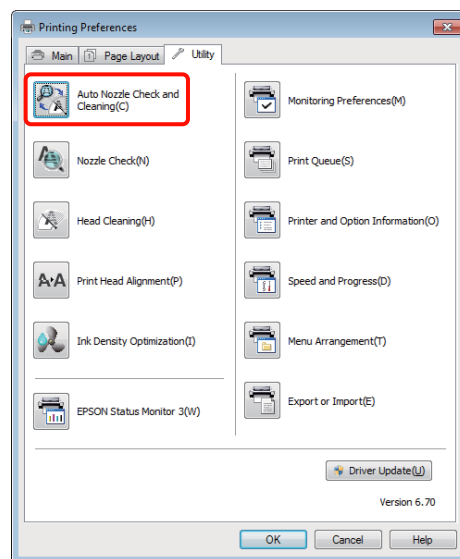 Printing Preferences
Main
Page Layout
Utility
Auto Nozzle Check and
Cleaning(C)
Nozzle Check(N)
Head Cleaning(H)
Print Head Alignment(P)
Ink Density Optimization(I)
EPSON Status Monitor 3(W)
Monitoring Preferences(M)
Print Queue(S)
Printer and Option Information(O)
Speed and Progress(D)
Menu Arrangement(T)
Export or Import(E)
Driver Update(U)
Version 6.70
OK
Cancel
Help